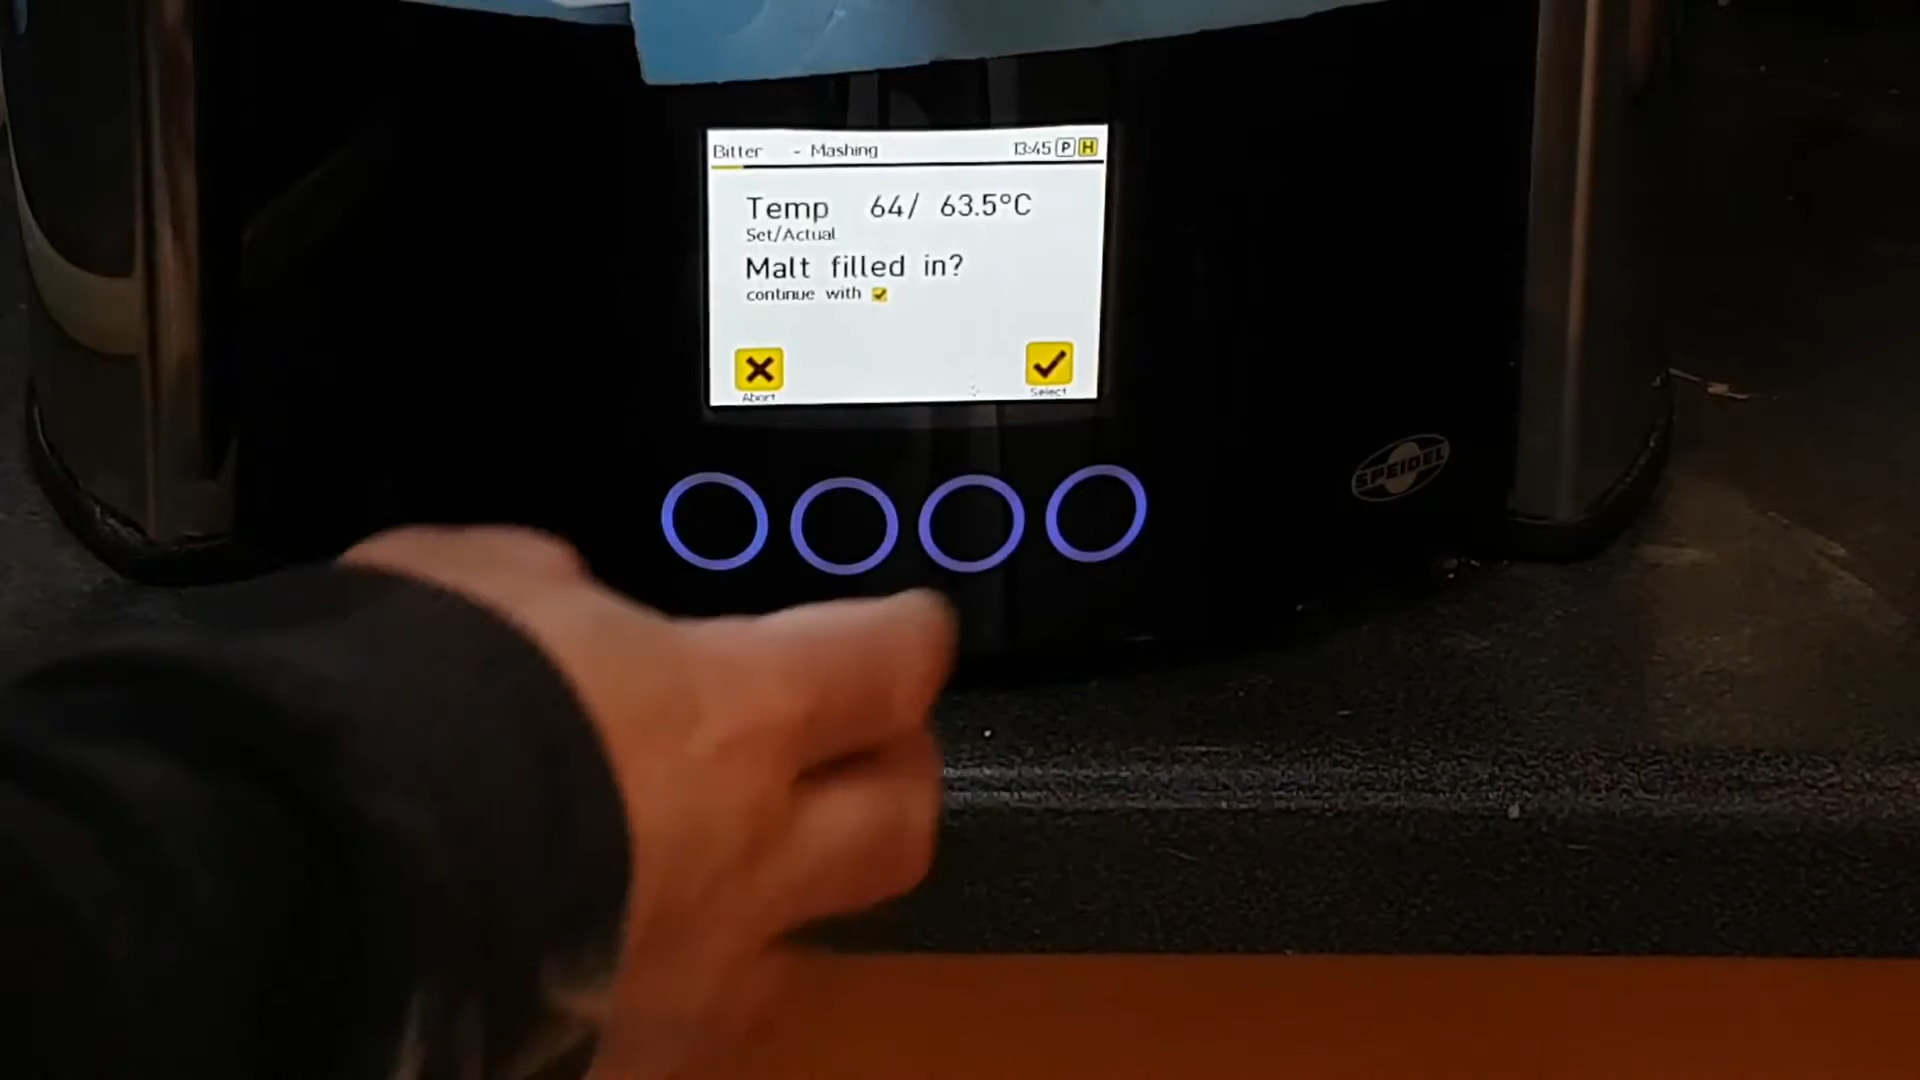 Bitter - Mashing 13:45 P H
Temp 64/ 63.5°C
Set/Actual
Malt filled in?
continue with
Abort
Select
SPEIDEL